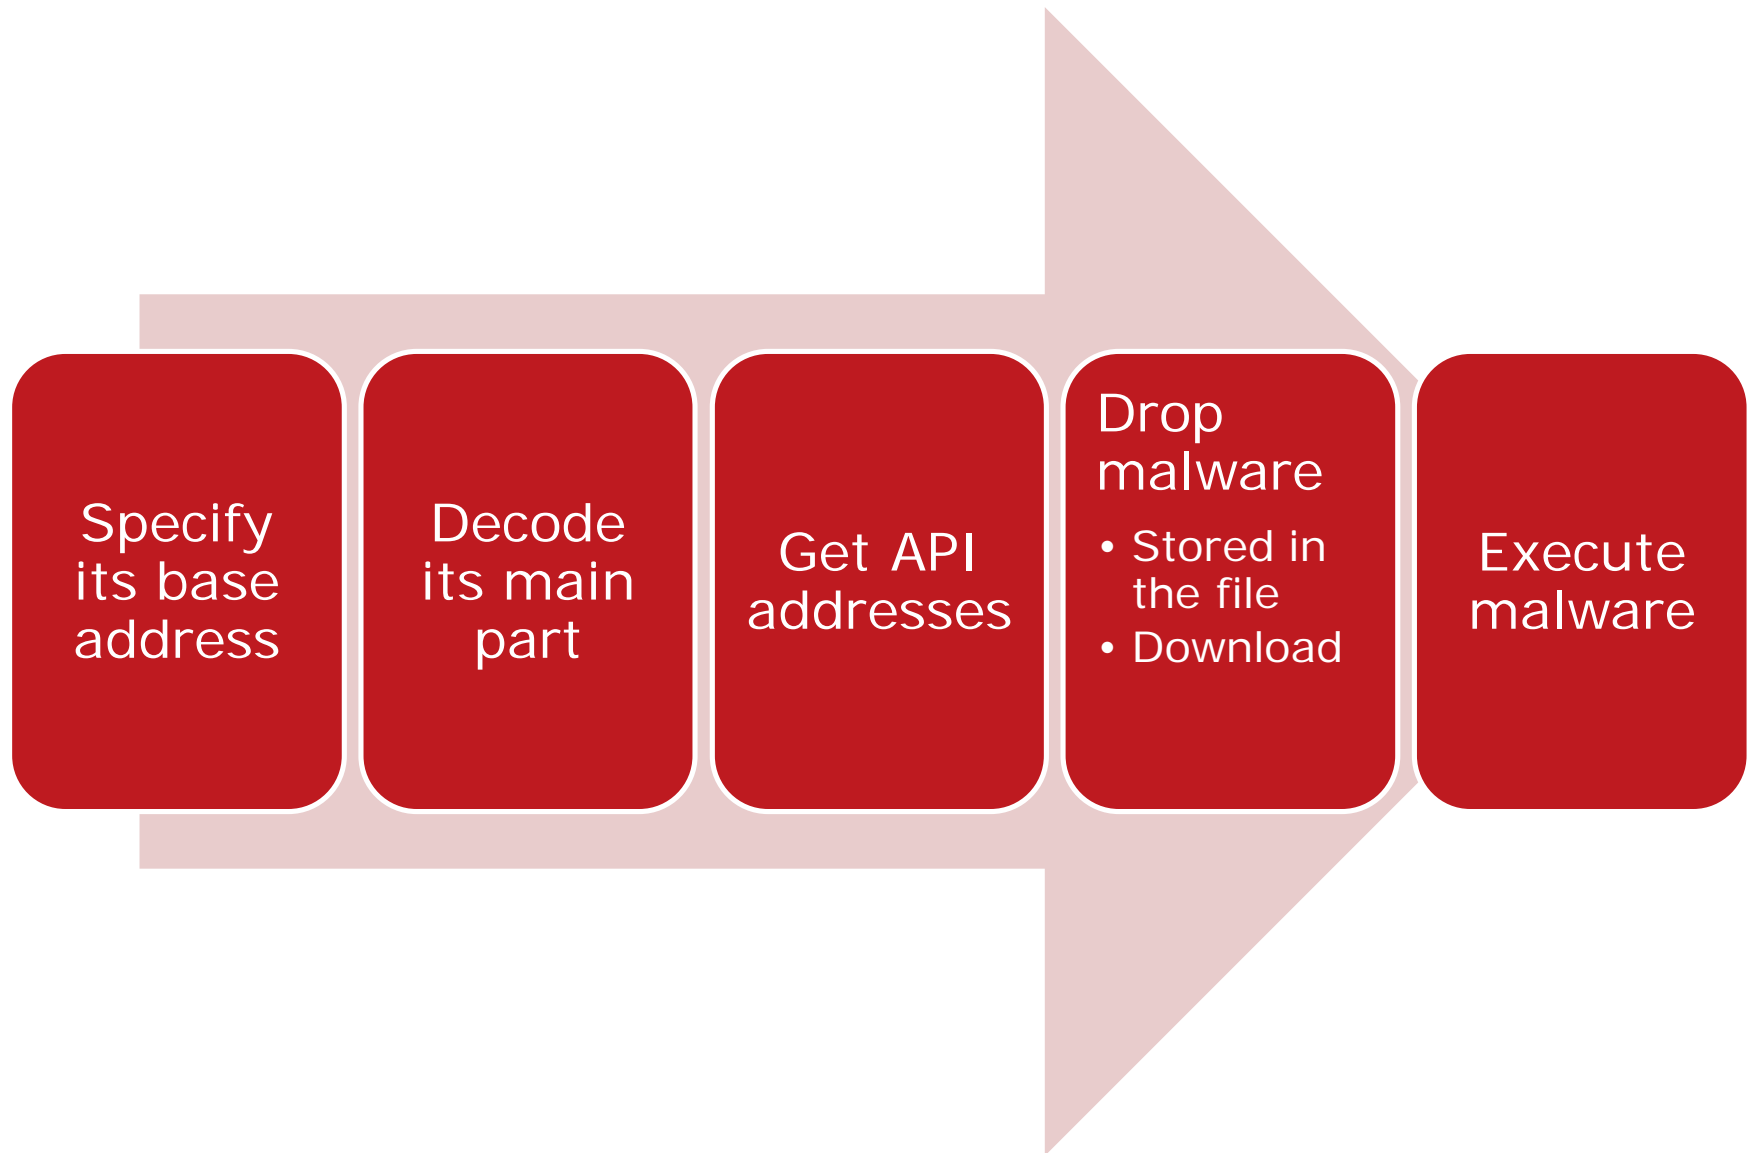 Specify
its base
address
Decode
its main
part
Get API
addresses
Drop
malware
• Stored in
the file
• Download
Execute
malware